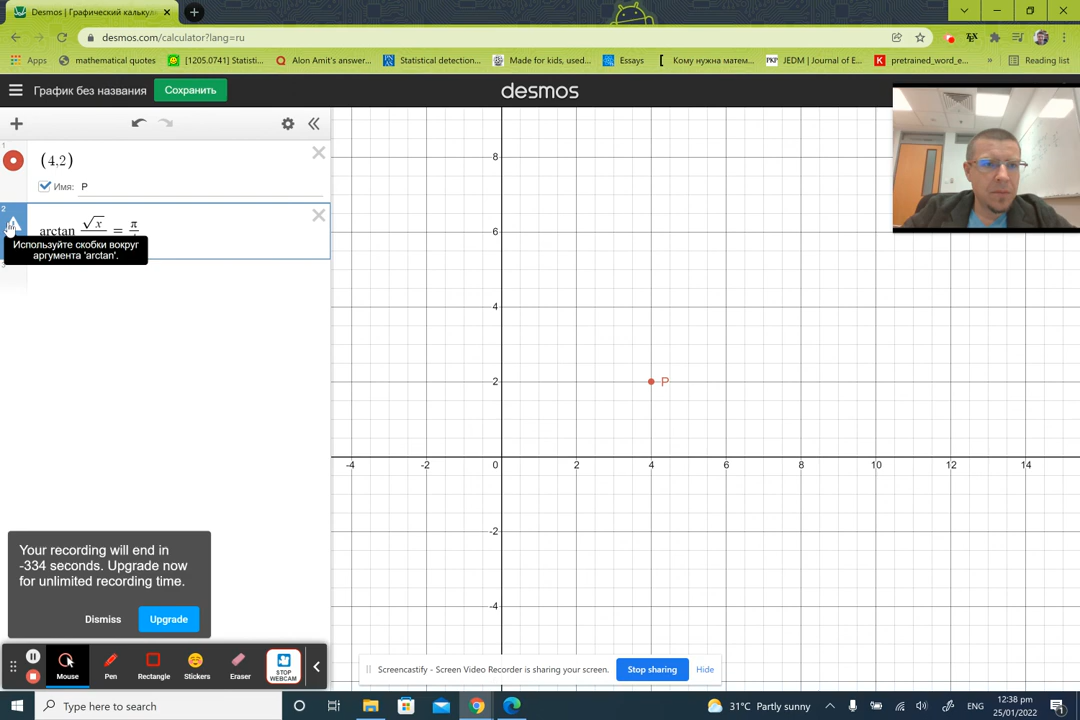 Desmos | Графический калькул
desmos.com/calculator?lang=ru
Apps
mathematical quotes
[1205.0741] Statisti...
Alon Amit's answer...
Statistical detection...
Made for kids, used...
Essays
Кому нужна матем...
JEDM | Journal of E...
pretrained_word_e...
»
Reading list
График без названия
Сохранить
desmos
1
(4,2)
Имя: P
2
arctan √x = π
Используйте скобки вокруг
аргумента 'arctan'.
3
8
6
4
2
P
-4 -2 0 2 4 6 8 10 12 14
-2
-4
Your recording will end in
-334 seconds. Upgrade now
for unlimited recording time.
Dismiss
Upgrade
Mouse
Pen
Rectangle
Stickers
Eraser
STOP
WEBCAM
Screencastify - Screen Video Recorder is sharing your screen.
Stop sharing
Hide
Type here to search
31°C Partly sunny
ENG
12:38 pm
25/01/2022
1